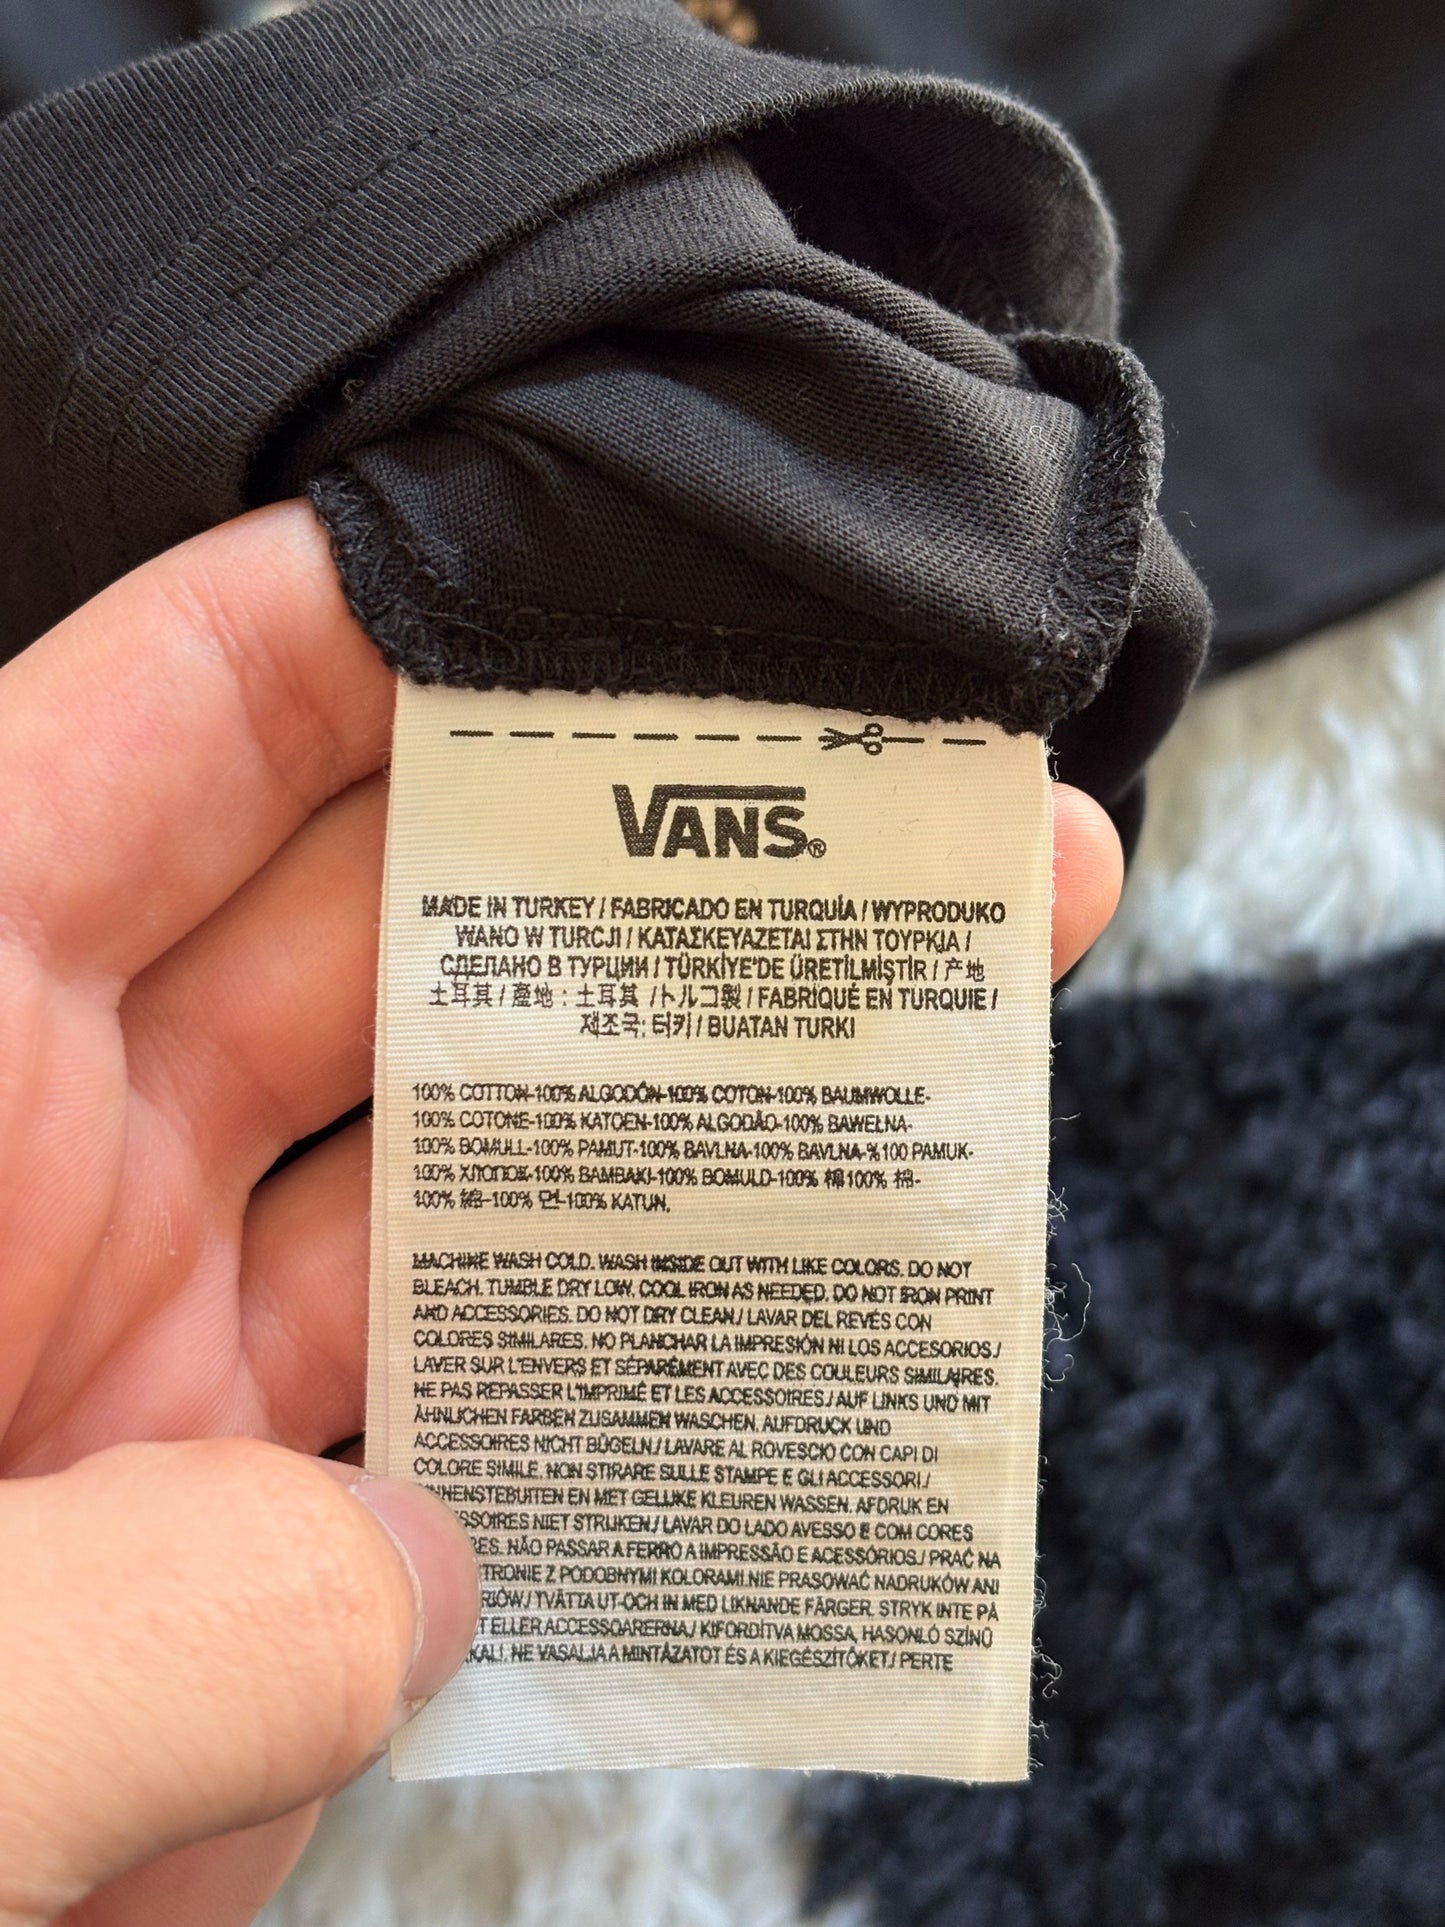 VANS®
MADE IN TURKEY / FABRICADO EN TURQUÍA / WYPRODUKO
WANO W TURCJI / ΚΑΤΑΣΚΕΥΑΖΕΤΑΙ ΣΤΗΝ ΤΟΥΡΚΙΑ /
СДЕЛАНО В ТУРЦИИ / TÜRKİYE'DE ÜRETİLMİŞTİR / 产地
土耳其 / 產地 : 土耳其 / トルコ製 / FABRIQUÉ EN TURQUIE /
제조국: 터키 / BUATAN TURKI
100% COTTON-100% ALGODÓN-100% COTON-100% BAUMWOLLE-
100% COTONE-100% KATOEN-100% ALGODÃO-100% BAWEŁNA-
100% BOMULL-100% PAMUT-100% BAVLNA-100% BAVLNA-%100 PAMUK-
100% ХЛОПОК-100% ΒΑΜΒΑΚΙ-100% BOMULD-100% 棉100% 棉-
100% 綿-100% 면-100% KATUN.
MACHINE WASH COLD. WASH INSIDE OUT WITH LIKE COLORS. DO NOT
BLEACH. TUMBLE DRY LOW. COOL IRON AS NEEDED. DO NOT IRON PRINT
AND ACCESSORIES. DO NOT DRY CLEAN./ LAVAR DEL REVÉS CON
COLORES SIMILARES. NO PLANCHAR LA IMPRESIÓN NI LOS ACCESORIOS./
LAVER SUR L'ENVERS ET SÉPARÉMENT AVEC DES COULEURS SIMILAIRES.
NE PAS REPASSER L'IMPRIMÉ ET LES ACCESSOIRES./ AUF LINKS UND MIT
ÄHNLICHEN FARBEN ZUSAMMEN WASCHEN. AUFDRUCK UND
ACCESSOIRES NICHT BÜGELN./ LAVARE AL ROVESCIO CON CAPI DI
COLORE SIMILE. NON STIRARE SULLE STAMPE E GLI ACCESSORI./
NNENSTEBUITEN EN MET GELIJKE KLEUREN WASSEN. AFDRUK EN
SSOIRES NIET STRIJKEN./ LAVAR DO LADO AVESSO E COM CORES
RES. NÃO PASSAR A FERRO A IMPRESSÃO E ACESSÓRIOS./ PRAĆ NA
TRONIE Z PODOBNYMI KOLORAMI.NIE PRASOWAĆ NADRUKÓW ANI
RIÓW./ TVÄTTA UT-OCH IN MED LIKNANDE FÄRGER. STRYK INTE PÅ
T ELLER ACCESSOARERNA./ KIFORDÍTVA MOSSA, HASONLÓ SZÍNŰ
KAL!. NE VASALJA A MINTÁZATOT ÉS A KIEGÉSZÍTŐKET./ PERTE